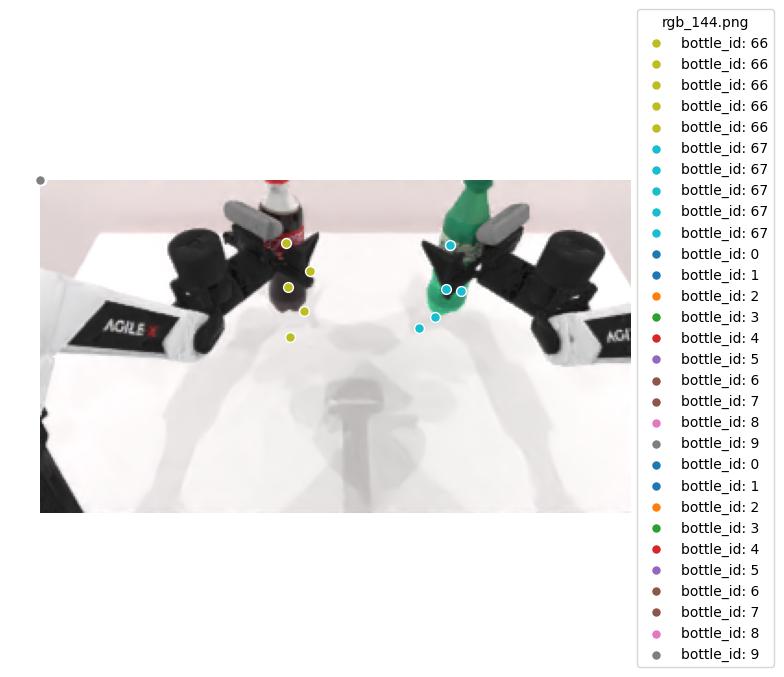 rgb_144.png
bottle_id: 66
bottle_id: 66
bottle_id: 66
bottle_id: 66
bottle_id: 66
bottle_id: 67
bottle_id: 67
bottle_id: 67
bottle_id: 67
bottle_id: 67
bottle_id: 0
bottle_id: 1
bottle_id: 2
bottle_id: 3
bottle_id: 4
bottle_id: 5
bottle_id: 6
bottle_id: 7
bottle_id: 8
bottle_id: 9
bottle_id: 0
bottle_id: 1
bottle_id: 2
bottle_id: 3
bottle_id: 4
bottle_id: 5
bottle_id: 6
bottle_id: 7
bottle_id: 8
bottle_id: 9
AGILE X
AGI